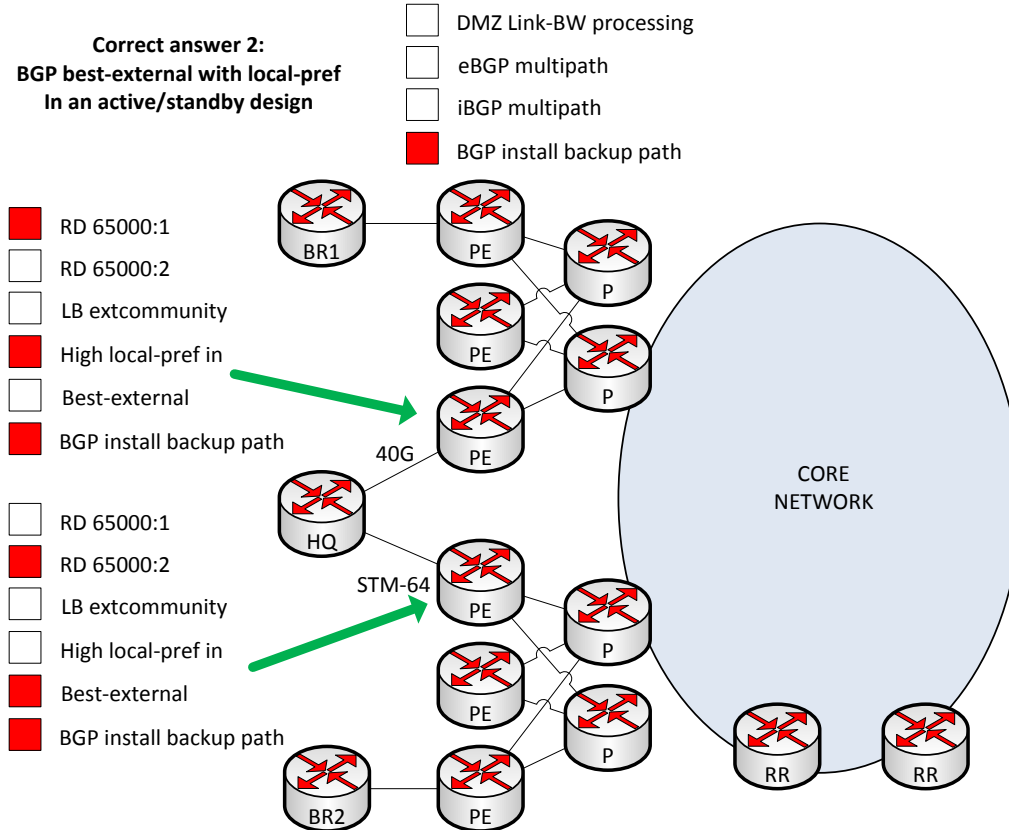 Correct answer 2:
BGP best-external with local-pref
In an active/standby design
DMZ Link-BW processing
eBGP multipath
iBGP multipath
BGP install backup path
RD 65000:1
RD 65000:2
LB extcommunity
High local-pref in
Best-external
BGP install backup path
BR1
PE
P
PE
P
PE
40G
HQ
CORE
NETWORK
RD 65000:1
RD 65000:2
LB extcommunity
High local-pref in
Best-external
BGP install backup path
STM-64
PE
P
PE
P
BR2
PE
RR
RR